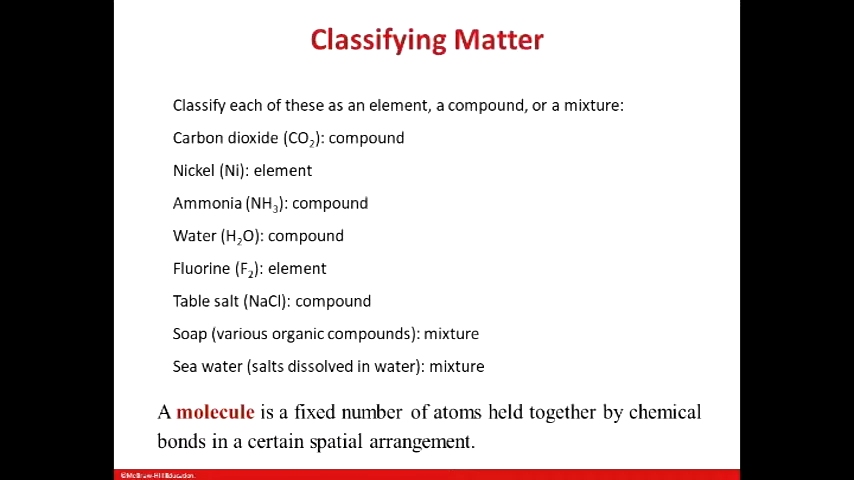 Classifying Matter
Classify each of these as an element, a compound, or a mixture:
Carbon dioxide (CO₂): compound
Nickel (Ni): element
Ammonia (NH₃): compound
Water (H₂O): compound
Fluorine (F₂): element
Table salt (NaCl): compound
Soap (various organic compounds): mixture
Sea water (salts dissolved in water): mixture
A molecule is a fixed number of atoms held together by chemical
bonds in a certain spatial arrangement.
©McGraw-Hill Education.